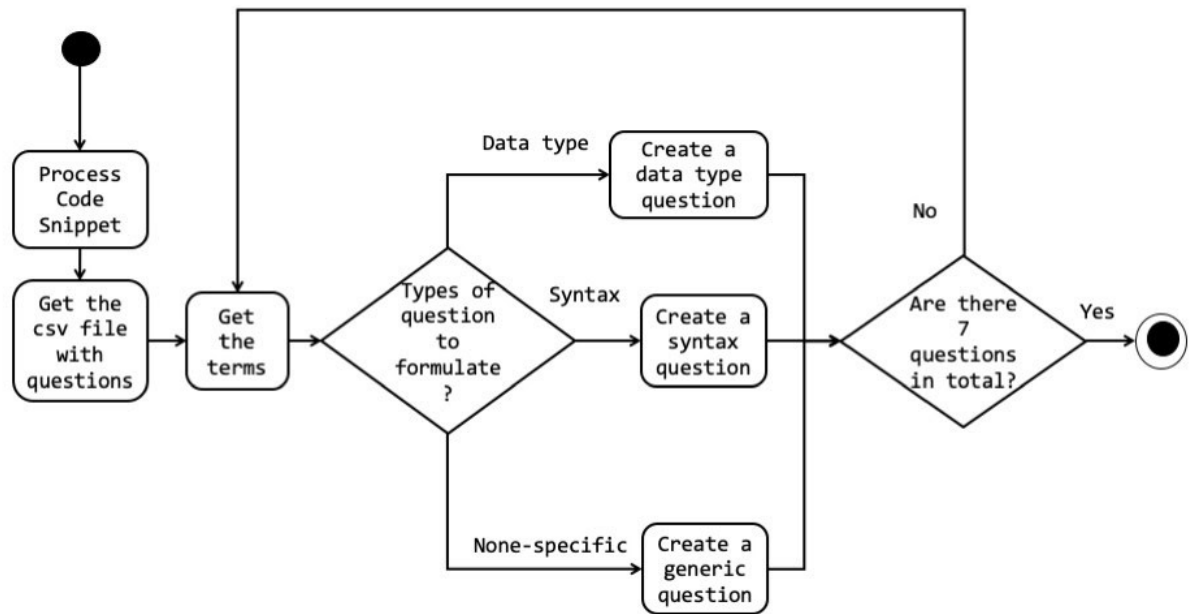 Process
Code
Snippet
Get the
csv file
with
questions
Get
the
terms
Types of
question
to
formulate
?
Data type
Create a
data type
question
Syntax
Create a
syntax
question
None-specific
Create a
generic
question
No
Are there
7
questions
in total?
Yes